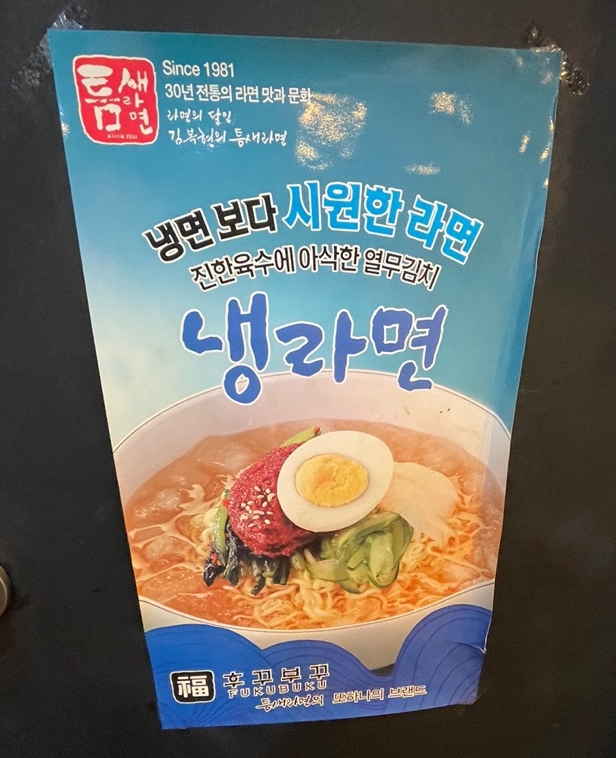 틈새라면
since 1981
Since 1981
30년 전통의 라면 맛과 문화
라면의 달인
김복현의 틈새라면
냉면 보다 시원한 라면
진한육수에 아삭한 열무김치
냉라면
福 후꾸부꾸
FUKUBUKU
틈새라면의 또하나의 브랜드